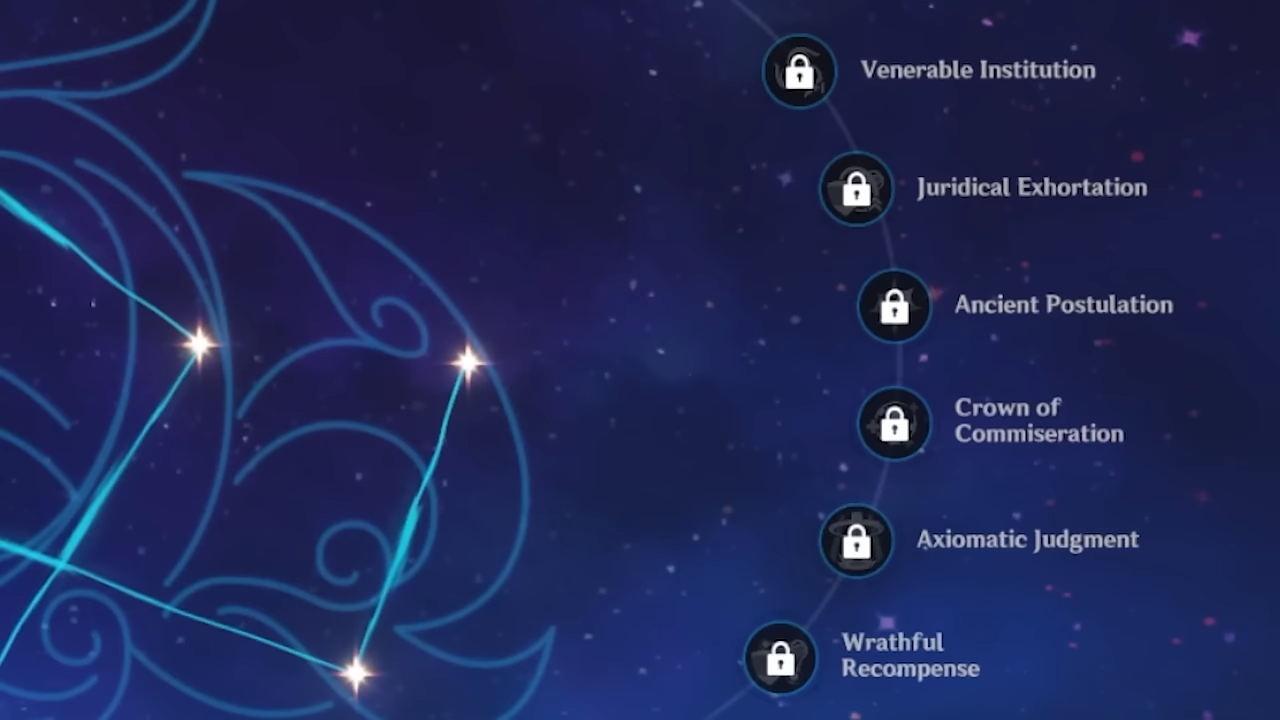 Venerable Institution
Juridical Exhortation
Ancient Postulation
Crown of
Commiseration
Axiomatic Judgment
Wrathful
Recompense